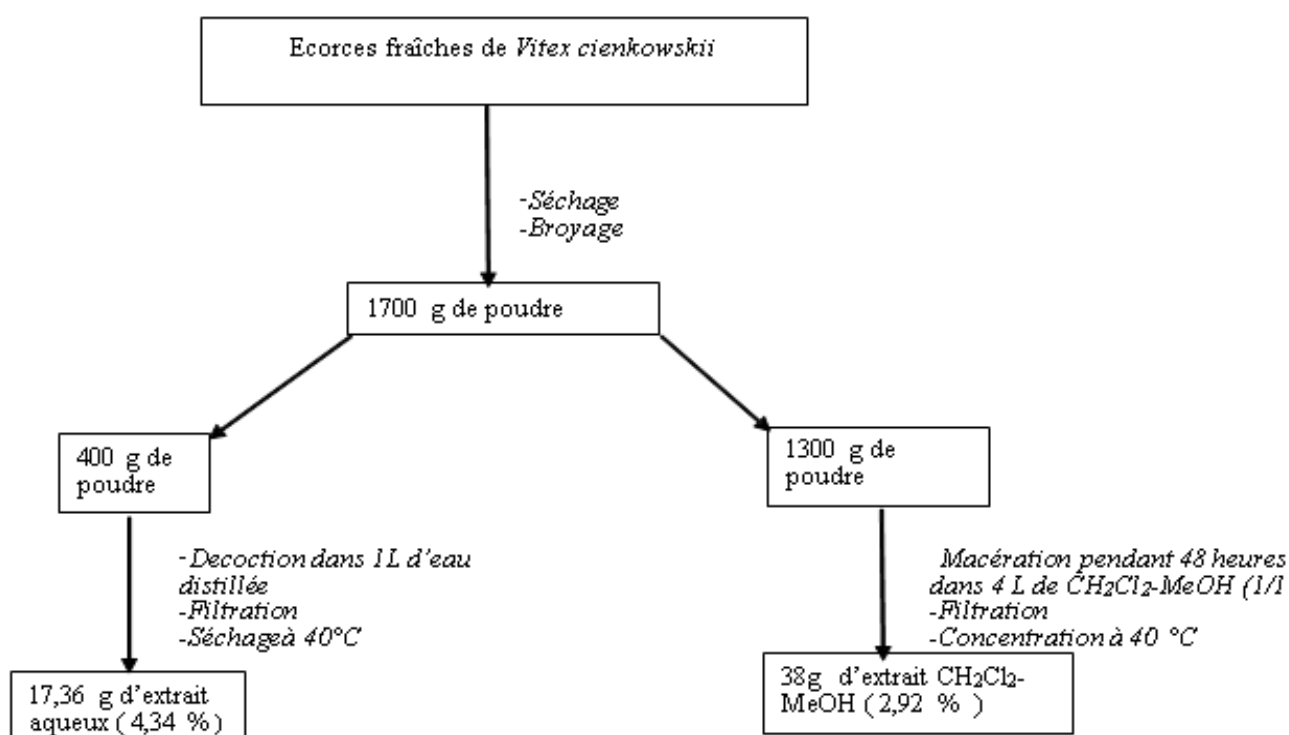 Ecorces fraîches de Vitex cienkowskii
-Séchage
-Broyage
1700 g de poudre
400 g de
poudre
1300 g de
poudre
-Decoction dans 1L d'eau
distillée
-Filtration
-Séchageà 40°C
Macération pendant 48 heures
dans 4 L de CH₂Cl₂-MeOH (1/1
-Filtration
-Concentration à 40 °C
17,36 g d'extrait
aqueux ( 4,34 %)
38g d'extrait CH₂Cl₂-
MeOH ( 2,92 % )